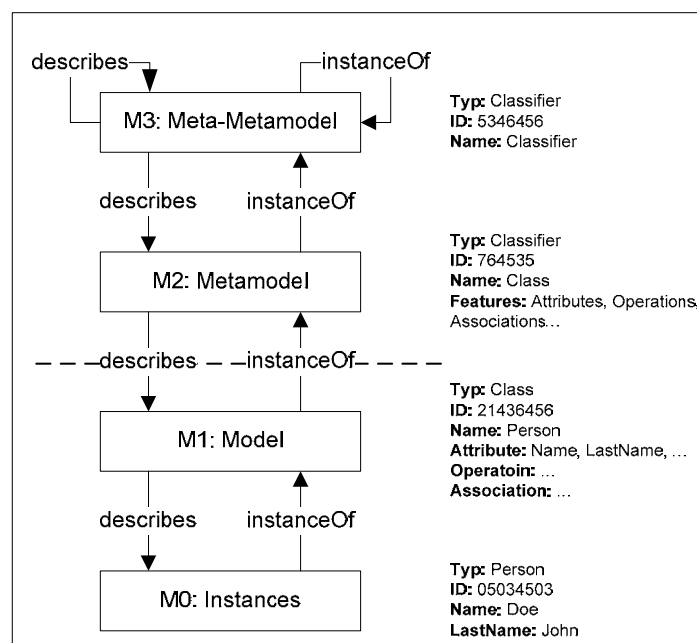 describes
instanceOf
M3: Meta-Metamodel
Typ: Classifier
ID: 5346456
Name: Classifier
describes
instanceOf
M2: Metamodel
Typ: Classifier
ID: 764535
Name: Class
Features: Attributes, Operations,
Associations...
describes
instanceOf
M1: Model
Typ: Class
ID: 21436456
Name: Person
Attribute: Name, LastName, ...
Operatoin: ...
Association: ...
describes
instanceOf
M0: Instances
Typ: Person
ID: 05034503
Name: Doe
LastName: John